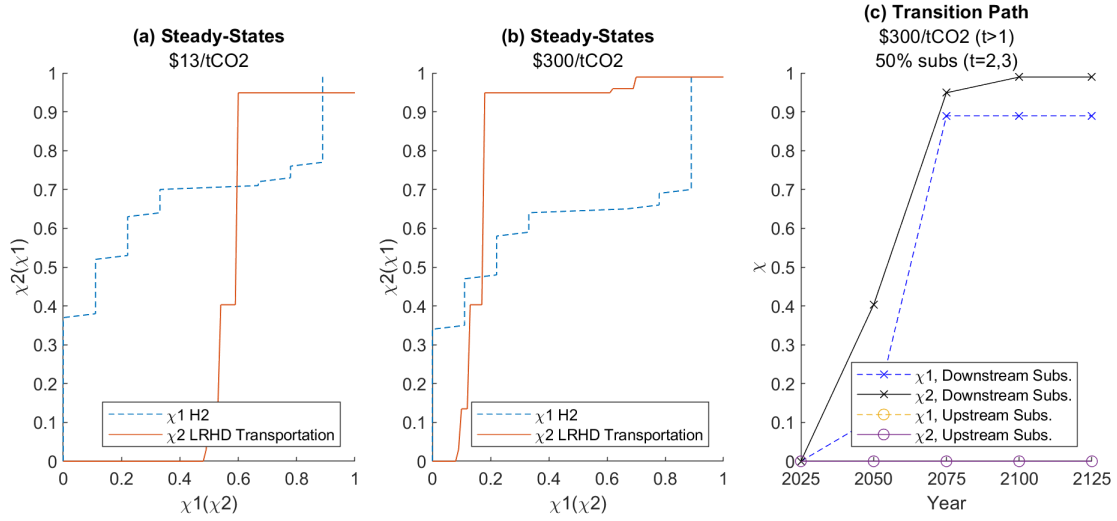 (a) Steady-States
$13/tCO2
1
0.9
0.8
0.7
0.6
0.5
0.4
0.3
0.2
0.1
0
χ2(χ1)
χ1 H2
χ2 LRHD Transportation
0 0.2 0.4 0.6 0.8 1
χ1(χ2)
(b) Steady-States
$300/tCO2
1
0.9
0.8
0.7
0.6
0.5
0.4
0.3
0.2
0.1
0
χ2(χ1)
χ1 H2
χ2 LRHD Transportation
0 0.2 0.4 0.6 0.8 1
χ1(χ2)
(c) Transition Path
$300/tCO2 (t>1)
50% subs (t=2,3)
1
0.9
0.8
0.7
0.6
0.5
0.4
0.3
0.2
0.1
0
χ
χ1, Downstream Subs.
χ2, Downstream Subs.
χ1, Upstream Subs.
χ2, Upstream Subs.
2025 2050 2075 2100 2125
Year